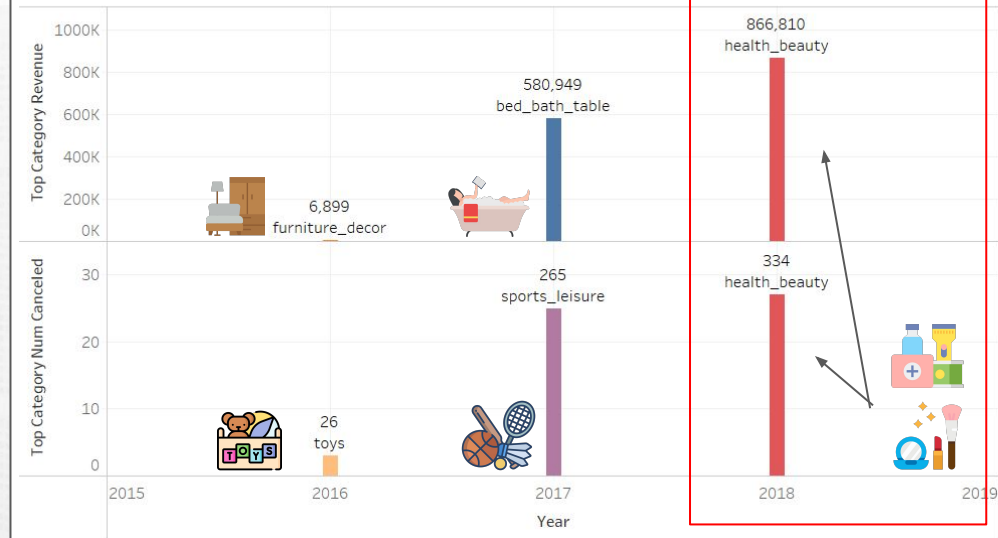 Top Category Revenue
1000K
800K
600K
400K
200K
0K
6,899
furniture_decor
580,949
bed_bath_table
866,810
health_beauty
Top Category Num Canceled
30
20
10
0
26
toys
TOYS
265
sports_leisure
334
health_beauty
2015
2016
2017
2018
2019
Year